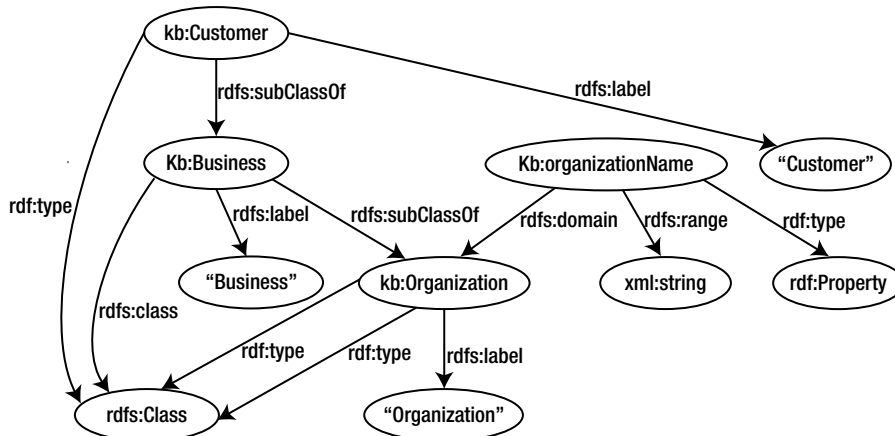 kb:Customer
rdfs:subClassOf
rdfs:label
Kb:Business
Kb:organizationName
“Customer”
rdf:type
rdfs:label
rdfs:subClassOf
rdfs:domain
rdfs:range
rdf:type
“Business”
kb:Organization
xml:string
rdf:Property
rdfs:class
rdf:type
rdf:type
rdfs:label
rdfs:Class
“Organization”